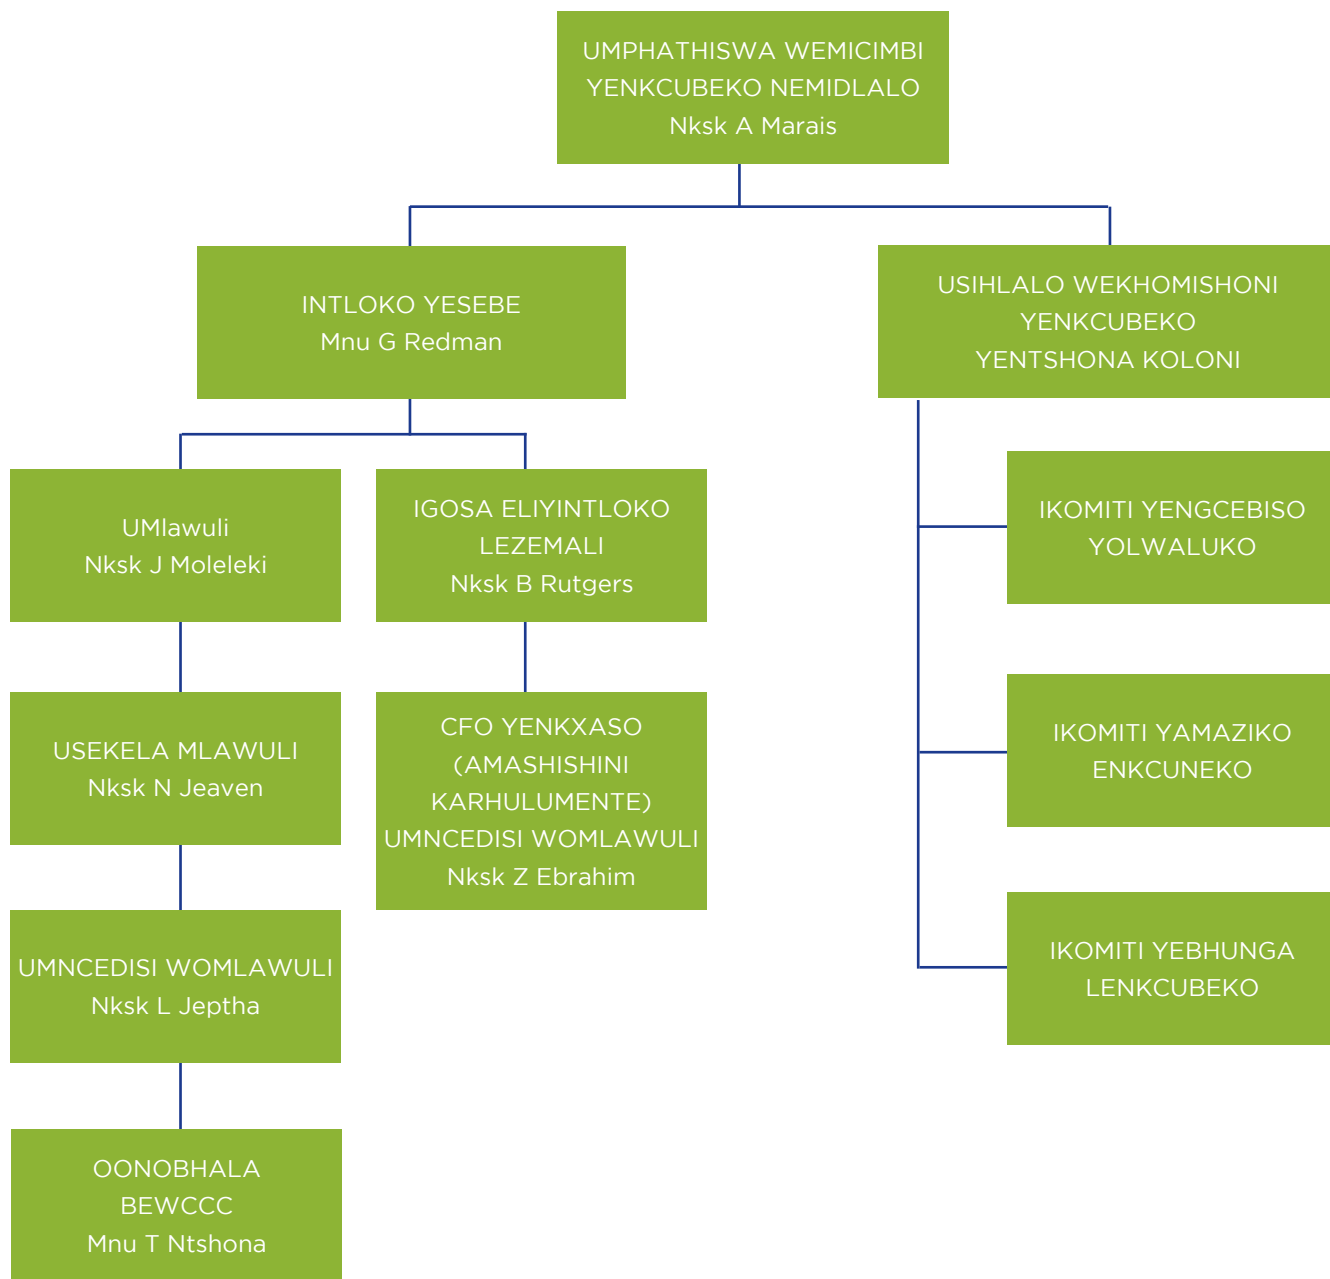 UMPHATHISWA WEMICIMBI
YENKCUBEKO NEMIDLALO
Nksk A Marais
INTLOKO YESEBE
Mnu G Redman
USIHLALO WEKHOMISHONI
YENKCUBEKO
YENTSHONA KOLONI
UMlawuli
Nksk J Moleleki
IGOSA ELIYINTLOKO
LEZEMALI
Nksk B Rutgers
IKOMITI YENGCEBISO
YOLWALUKO
USEKELA MLAWULI
Nksk N Jeaven
CFO YENKXASO
(AMASHISHINI
KARHULUMENTE)
UMNCEDISI WOMLAWULI
Nksk Z Ebrahim
IKOMITI YAMAZIKO
ENKCUNEKO
UMNCEDISI WOMLAWULI
Nksk L Jeptha
IKOMITI YEBHUNGA
LENKCUBEKO
OONOBHALA
BEWCCC
Mnu T Ntshona